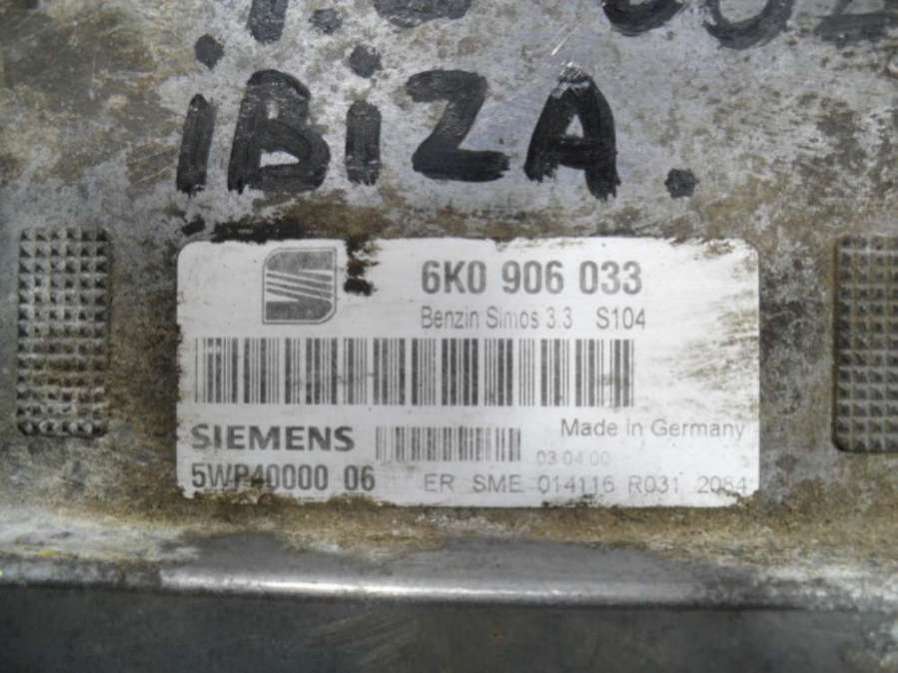 iBiZA.
6K0 906 033
Benzin Simos 3.3 S104
Made in Germany
SIEMENS
03 04 00
5WP40000 06
ER SME 014116 R031 2084